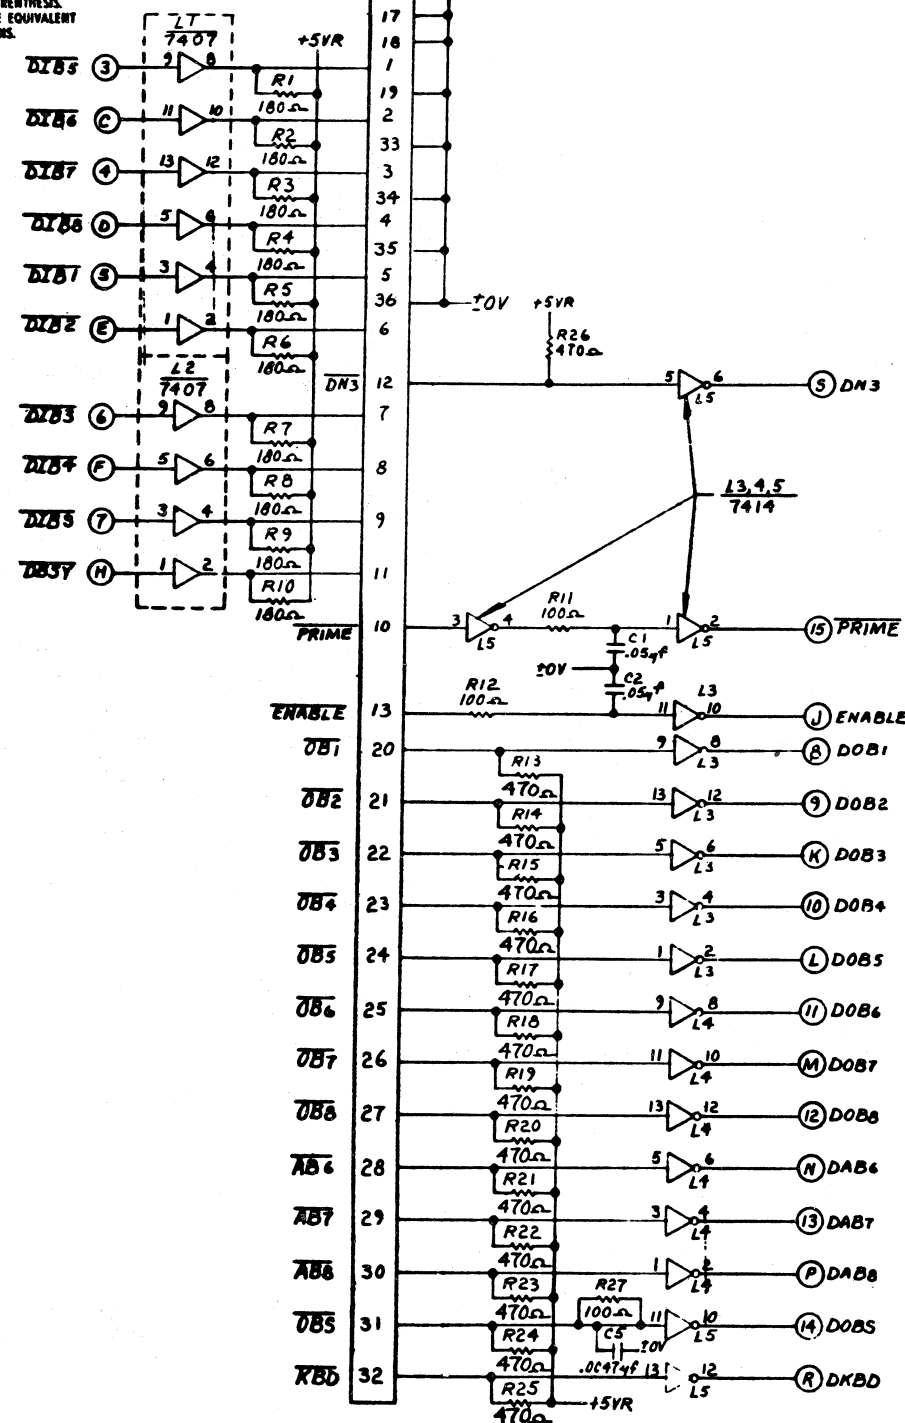 PARENTHESIS.
E EQUIVALENT
NS.
17
18
L1
7407
+5VR
DIB5 3 9 8 R1 180Ω 1
19
DIB6 C 11 10 R2 180Ω 2
33
DIB7 4 13 12 R3 180Ω 3
34
DIB8 D 5 6 R4 180Ω 4
35
DIB1 5 3 4 R5 180Ω 5
36 ±0V
DIB2 E 1 2 R6 180Ω 6
+5VR
R26
470Ω
L2
7407
DN3 12 5 6 L5 S DN3
DIB3 6 9 8 R7 180Ω 7
DIB4 F 5 6 R8 180Ω 8
L3,4,5
7414
7 3 4 R9 180Ω 9
H 1 2 R10 180Ω 11
PRIME 10 3 4 L5 R11 100Ω 1 2 L5 15 PRIME
C1
±0V
C2
ENABLE 13 R12 100Ω 11 10 L3 J ENABLE
OB1 20 R13 470Ω 9 8 L3 DOB1
OB2 21 R14 470Ω 13 12 L3 9 DOB2
OB3 22 R15 470Ω 5 6 L3 K DOB3
OB4 23 R16 470Ω 3 4 L3 10 DOB4
OB5 24 R17 470Ω 1 2 L3 L DOB5
OB6 25 R18 470Ω 9 8 L4 11 DOB6
OB7 26 R19 470Ω 11 10 L4 M DOB7
OB8 27 R20 470Ω 13 12 L4 12 DOB8
AB6 28 R21 470Ω 5 6 L4 N DAB6
AB7 29 R22 470Ω 3 4 L4 13 DAB7
AB8 30 R23 470Ω 1 2 L4 P DAB8
R27
100Ω
OBS 31 R24 470Ω 11 10 L5 14 DOBS
C5 ±0V
KBD 32 R25 470Ω 13 12 L5 R DKBD
+5VR